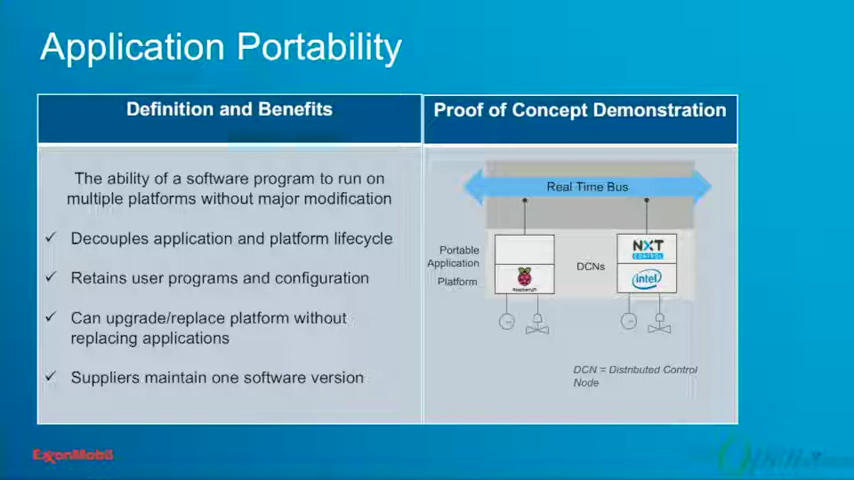 Application Portability
Definition and Benefits
The ability of a software program to run on
multiple platforms without major modification
✓ Decouples application and platform lifecycle
✓ Retains user programs and configuration
✓ Can upgrade/replace platform without
replacing applications
✓ Suppliers maintain one software version
Proof of Concept Demonstration
Real Time Bus
Portable
Application
Platform
DCNs
NXT
CONTROL
intel
DCN = Distributed Control
Node
ExxonMobil